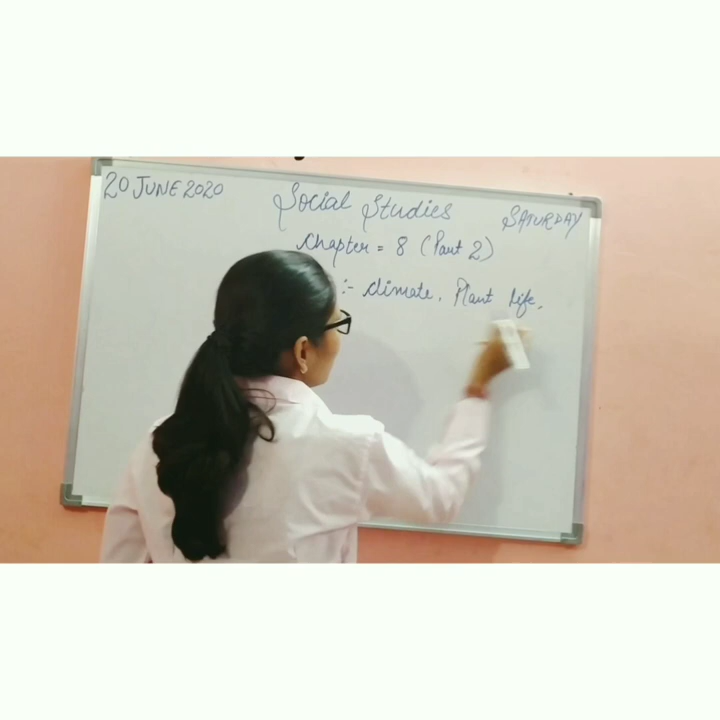 20 JUNE 2020
Social Studies
SATURDAY
Chapter = 8 (Part 2)
:- Climate, Plant life,